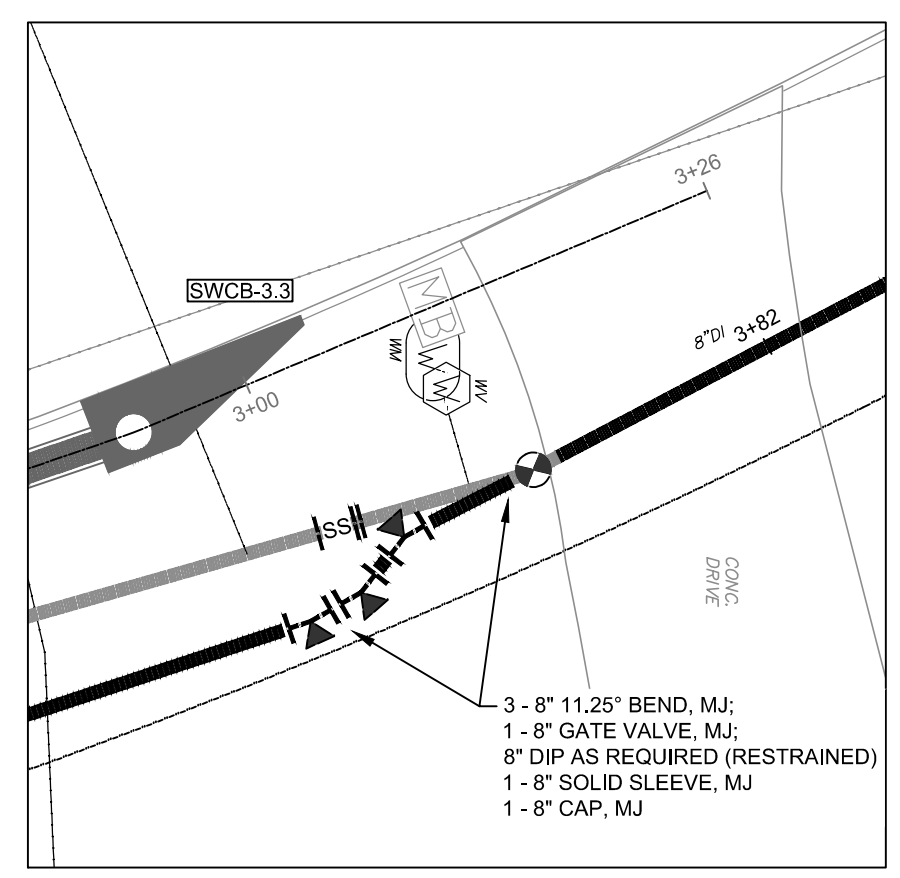 3+26
SWCB-3.3
MB
WM
WV
8"DI 3+82
3+00
SS
CONC.
DRIVE
3 - 8" 11.25° BEND, MJ;
1 - 8" GATE VALVE, MJ;
8" DIP AS REQUIRED (RESTRAINED)
1 - 8" SOLID SLEEVE, MJ
1 - 8" CAP, MJ